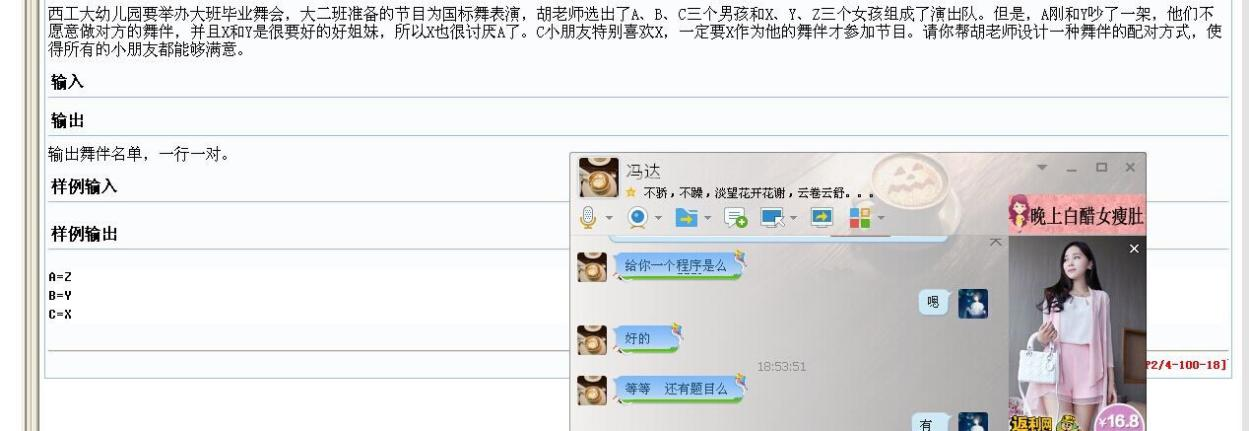 西工大幼儿园要举办大班毕业舞会，大二班准备的节目为国标舞表演，胡老师选出了A、B、C三个男孩和X、Y、Z三个女孩组成了演出队。但是，A刚和Y吵了一架，他们不
愿意做对方的舞伴，并且X和Y是很要好的好姐妹，所以X也很讨厌A了。C小朋友特别喜欢X，一定要X作为他的舞伴才参加节目。请你帮胡老师设计一种舞伴的配对方式，使
得所有的小朋友都能够满意。
输入
输出
输出舞伴名单，一行一对。
样例输入
样例输出
A=Z
B=Y
C=X
冯达
不骄，不躁，淡望花开花谢，云卷云舒。。。
晚上白醋女瘦肚
给你一个程序是么
嗯
好的
18:53:51
等等 还有题目么
有
返利网
¥16.8
P2/4-100-18]